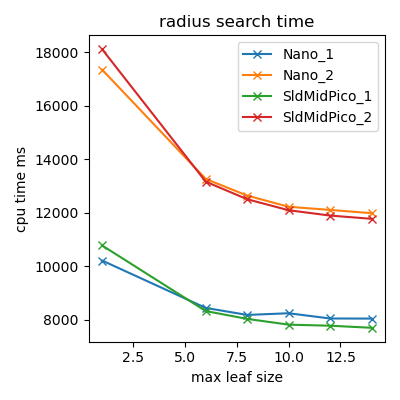 radius search time
Nano_1
Nano_2
SldMidPico_1
SldMidPico_2
cpu time ms
18000
16000
14000
12000
10000
8000
2.5
5.0
7.5
10.0
12.5
max leaf size